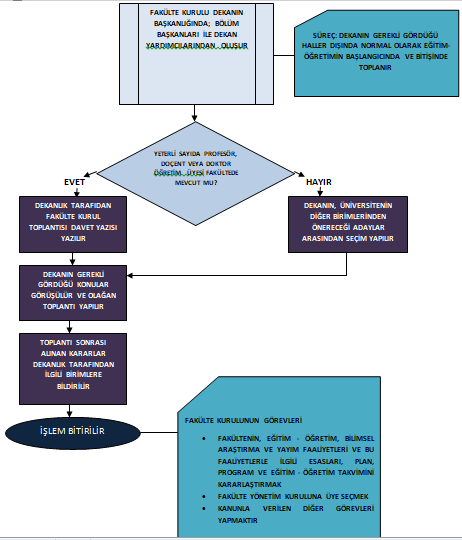 FAKÜLTE KURULU DEKANIN
BAŞKANLIĞINDA; BÖLÜM
BAŞKANLARI İLE DEKAN
YARDIMCILARINDAN OLUŞUR
SÜREÇ: DEKANIN GEREKLİ GÖRDÜĞÜ
HALLER DIŞINDA NORMAL OLARAK EĞİTİM-
ÖĞRETİMİN BAŞLANGICINDA VE BİTİŞİNDE
TOPLANIR
YETERLİ SAYIDA PROFESÖR,
DOÇENT VEYA DOKTOR
ÖĞRETİM ÜYESİ FAKÜLTEDE
MEVCUT MU?
EVET
HAYIR
DEKANLIK TARAFIDAN
FAKÜLTE KURUL
TOPLANTISI DAVET YAZISI
YAZILIR
DEKANIN, ÜNİVERSİTENİN
DİĞER BİRİMLERİNDEN
ÖNERECEĞİ ADAYLAR
ARASINDAN SEÇİM YAPILIR
DEKANIN GEREKLİ
GÖRDÜĞÜ KONULAR
GÖRÜŞÜLÜR VE OLAĞAN
TOPLANTI YAPILIR
TOPLANTI SONRASI
ALINAN KARARLAR
DEKANLIK TARAFINDAN
İLGİLİ BİRİMLERE
BİLDİRİLİR
İŞLEM BİTİRİLİR
FAKÜLTE KURULUNUN GÖREVLERİ
• FAKÜLTENİN, EĞİTİM - ÖĞRETİM, BİLİMSEL
ARAŞTIRMA VE YAYIM FAALİYETLERİ VE BU
FAALİYETLERLE İLGİLİ ESASLARI, PLAN,
PROGRAM VE EĞİTİM - ÖĞRETİM TAKVİMİNİ
KARARLAŞTIRMAK
• FAKÜLTE YÖNETİM KURULUNA ÜYE SEÇMEK
• KANUNLA VERİLEN DİĞER GÖREVLERİ
YAPMAKTIR